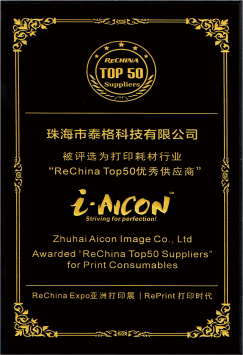 ReCHINA
TOP 50
Suppliers
珠海市泰格科技有限公司
被评选为打印耗材行业
“ReChina Top50优秀供应商”
i-AICON™
Striving for perfection!
Zhuhai Aicon Image Co., Ltd
Awarded “ReChina Top50 Suppliers”
for Print Consumables
ReChina Expo亚洲打印展 | RePrint 打印时代